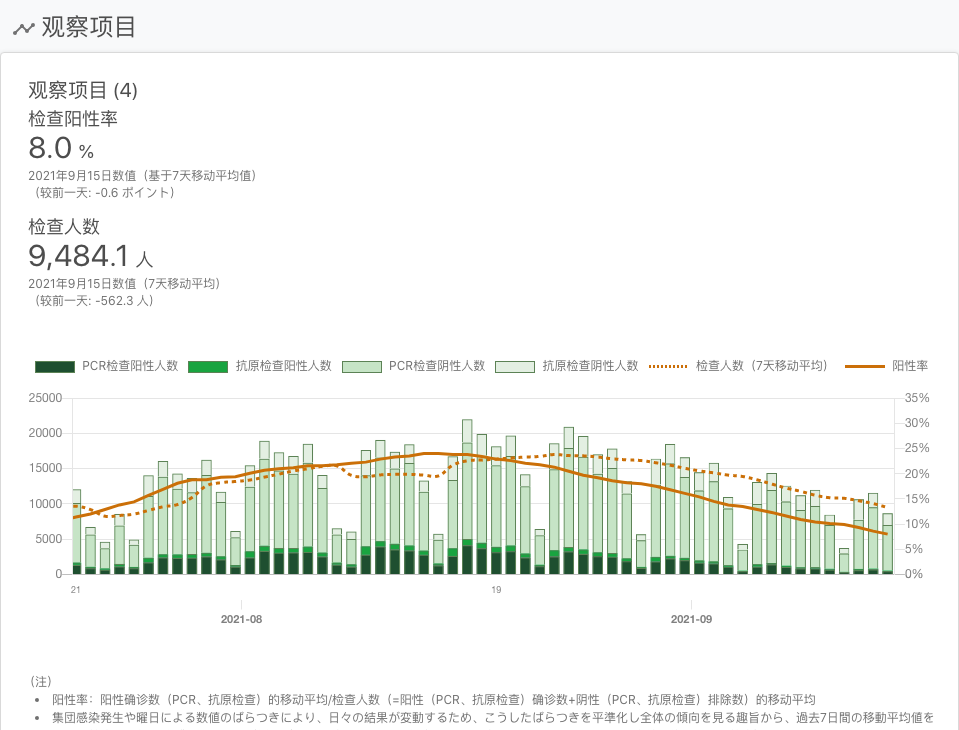 观察项目
观察项目 (4)
检查阳性率
8.0 %
2021年9月15日数值（基于7天移动平均值）
（较前一天: -0.6 ポイント）
检查人数
9,484.1 人
2021年9月15日数值（7天移动平均）
（较前一天: -562.3 人）
PCR检查阳性人数 抗原检查阳性人数 PCR检查阴性人数 抗原检查阴性人数 检查人数（7天移动平均） 阳性率
25000 35%
30%
20000
25%
15000 20%
10000 15%
10%
5000
5%
0 0%
21 19
2021-08 2021-09
（注）
• 阳性率：阳性确诊数（PCR、抗原检查）的移动平均/检查人数（=阳性（PCR、抗原检查）确诊数+阴性（PCR、抗原检查）排除数）的移动平均
• 集団感染発生や曜日による数値のばらつきにより、日々の結果が変動するため、こうしたばらつきを平準化し全体の傾向を見る趣旨から、過去7日間の移動平均値を